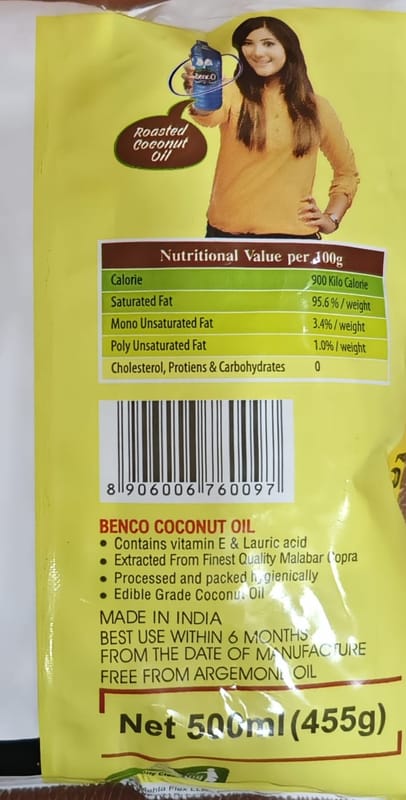 BENCO
Roasted
Coconut
Oil
Nutritional Value per 100g
Calorie 900 Kilo Calorie
Saturated Fat 95.6 % / weight
Mono Unsaturated Fat 3.4% / weight
Poly Unsaturated Fat 1.0% / weight
Cholesterol, Protiens & Carbohydrates 0
8 906006 760097
BENCO COCONUT OIL
• Contains vitamin E & Lauric acid
• Extracted From Finest Quality Malabar Copra
• Processed and packed hygienically
• Edible Grade Coconut Oil
MADE IN INDIA
BEST USE WITHIN 6 MONTHS
FROM THE DATE OF MANUFACTURE
FREE FROM ARGEMONE OIL
Net 500ml (455g)